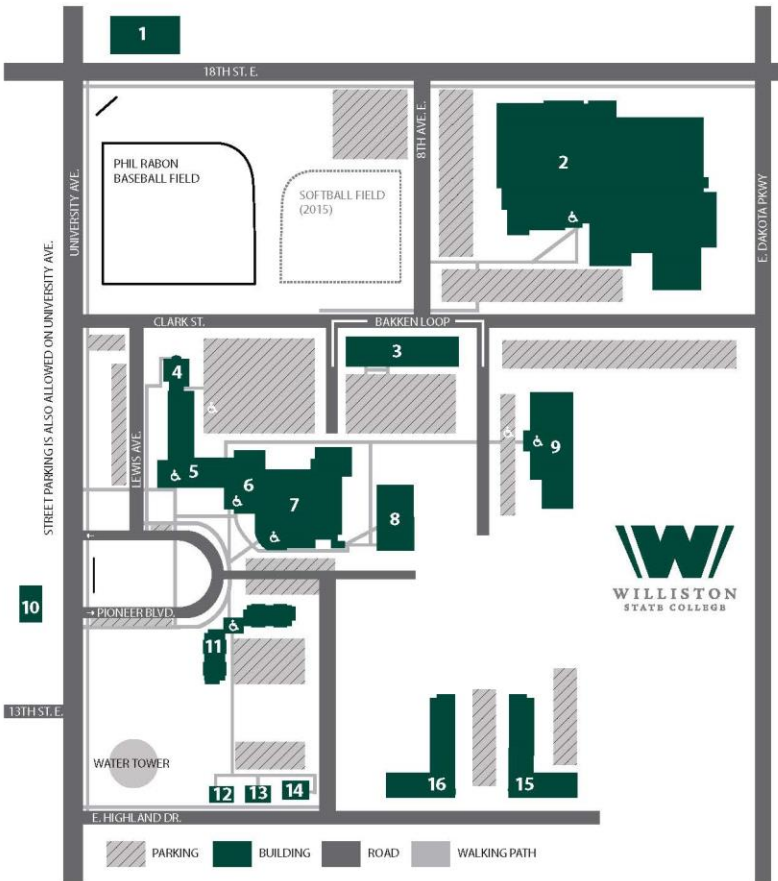 1
18TH ST. E.
UNIVERSITY AVE.
PHIL RABON
BASEBALL FIELD
SOFTBALL FIELD
(2015)
8TH AVE. E.
2
E. DAKOTA PKWY
STREET PARKING IS ALSO ALLOWED ON UNIVERSITY AVE.
CLARK ST.
BAKKEN LOOP
3
4
LEWIS AVE.
5
6
7
8
9
WILLISTON
STATE COLLEGE
10
PIONEER BLVD.
11
13TH ST. E.
WATER TOWER
12
13
14
16
15
E. HIGHLAND DR.
PARKING
BUILDING
ROAD
WALKING PATH